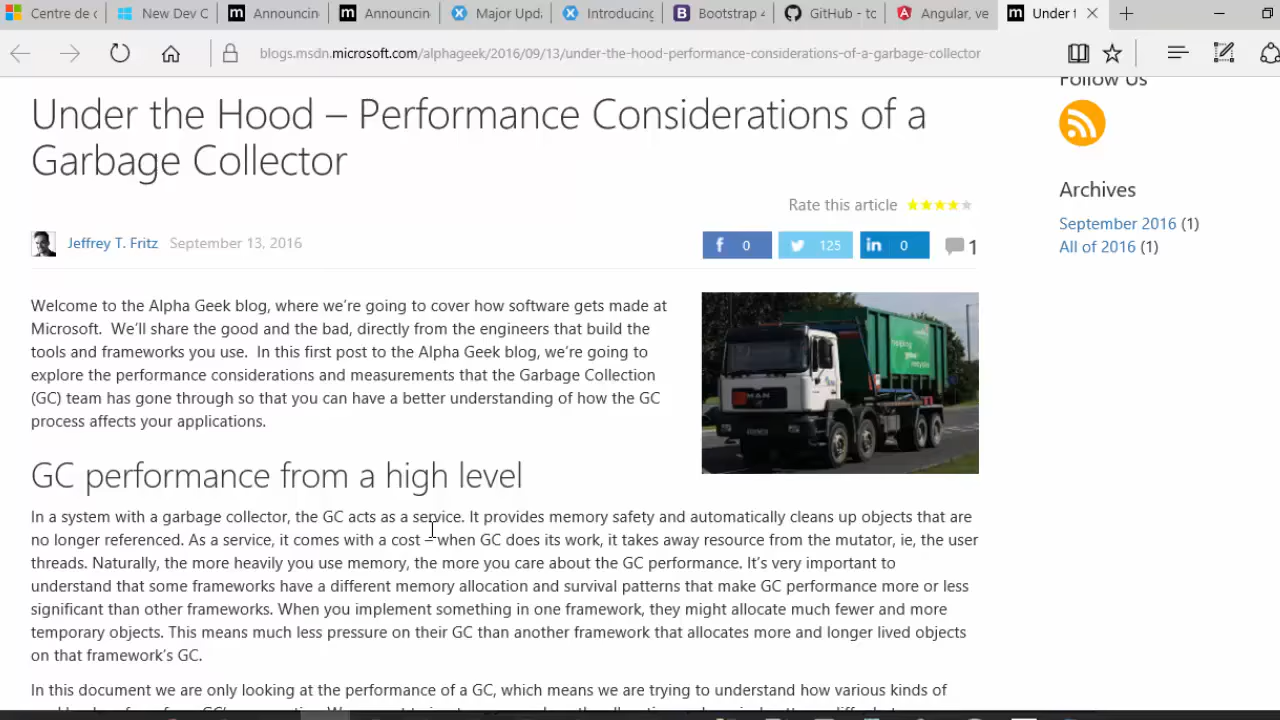 Centre de c
New Dev C
Announcin
Announcin
Major Upd
Introducing
Bootstrap 4
GitHub - to
Angular, ve
Under t
blogs.msdn.microsoft.com/alphageek/2016/09/13/under-the-hood-performance-considerations-of-a-garbage-collector
Under the Hood – Performance Considerations of a
Garbage Collector
Follow Us
Rate this article
Archives
Jeffrey T. Fritz September 13, 2016
f 0
125
in 0
1
September 2016 (1)
All of 2016 (1)
Welcome to the Alpha Geek blog, where we're going to cover how software gets made at
Microsoft. We'll share the good and the bad, directly from the engineers that build the
tools and frameworks you use. In this first post to the Alpha Geek blog, we're going to
explore the performance considerations and measurements that the Garbage Collection
(GC) team has gone through so that you can have a better understanding of how the GC
process affects your applications.
MAN
GC performance from a high level
In a system with a garbage collector, the GC acts as a service. It provides memory safety and automatically cleans up objects that are
no longer referenced. As a service, it comes with a cost – when GC does its work, it takes away resource from the mutator, ie, the user
threads. Naturally, the more heavily you use memory, the more you care about the GC performance. It's very important to
understand that some frameworks have a different memory allocation and survival patterns that make GC performance more or less
significant than other frameworks. When you implement something in one framework, they might allocate much fewer and more
temporary objects. This means much less pressure on their GC than another framework that allocates more and longer lived objects
on that framework's GC.
In this document we are only looking at the performance of a GC, which means we are trying to understand how various kinds of